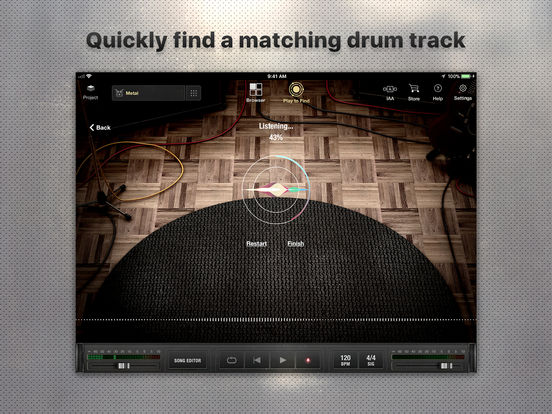 Quickly find a matching drum track
9:41 AM
100%
Project
Metal
Browser
Play to Find
IAA
Store
Help
Settings
Back
Listening...
43%
Restart
Finish
SONG EDITOR
120
BPM
4/4
SIG